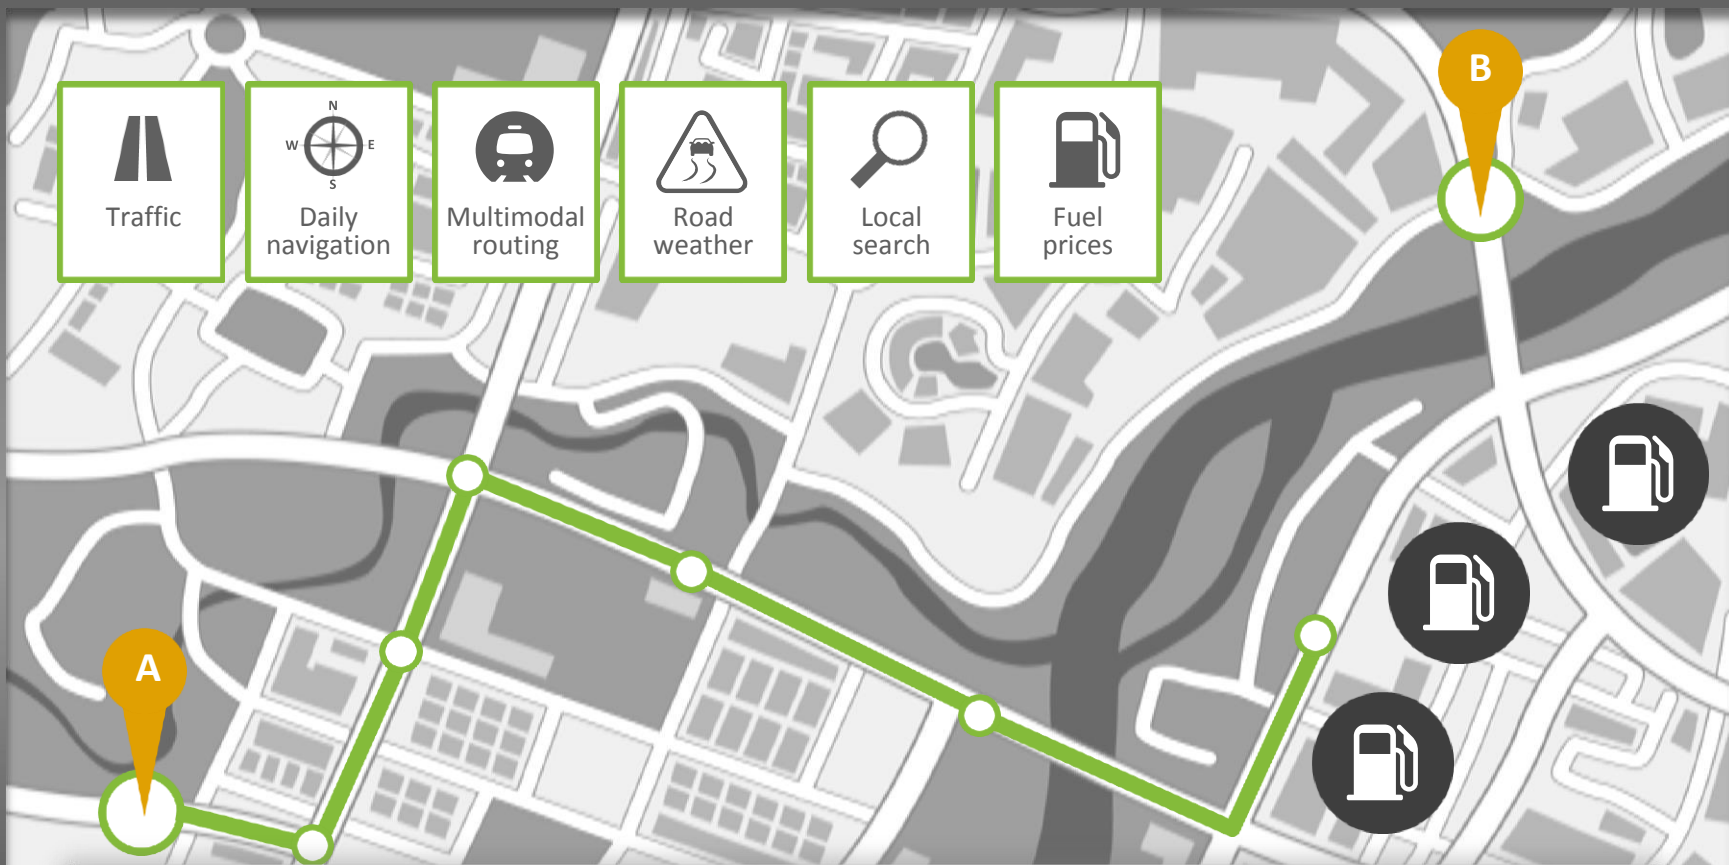 Traffic
N
W E
S
Daily
navigation
Multimodal
routing
Road
weather
Local
search
Fuel
prices
B
A